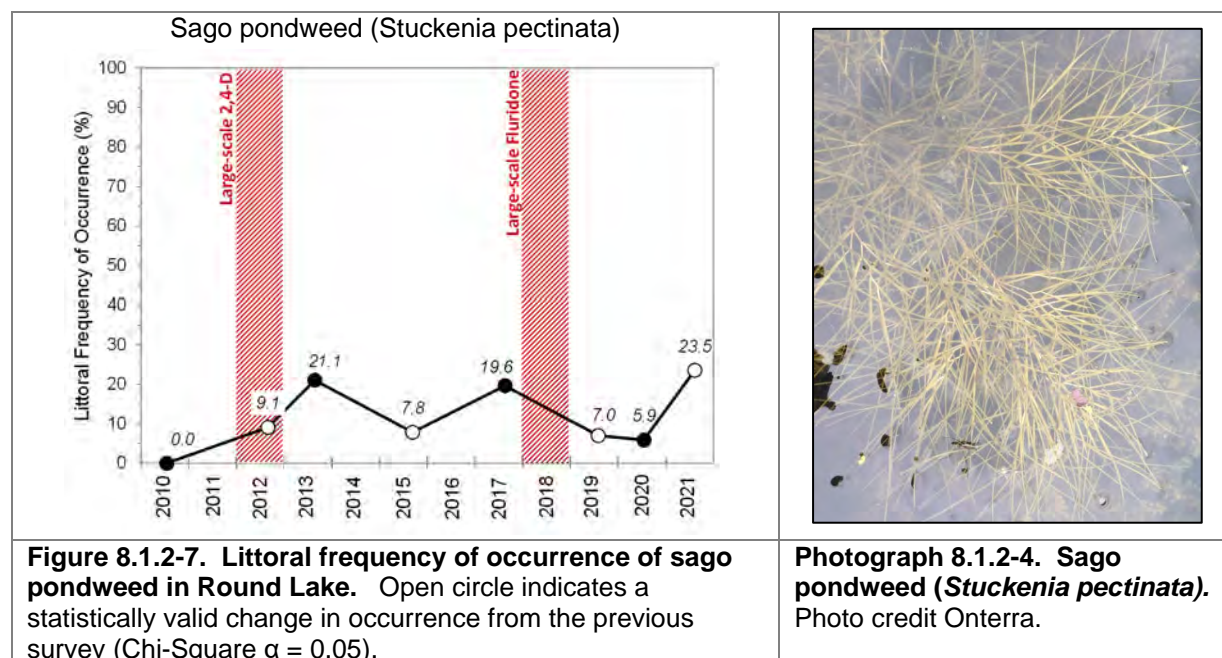 Sago pondweed (Stuckenia pectinata)
Littoral Frequency of Occurrence (%)
100
90
80
70
60
50
40
30
20
10
0
Large-scale 2,4-D
Large-scale Fluridone
0.0
9.1
21.1
7.8
19.6
7.0
5.9
23.5
2010
2011
2012
2013
2014
2015
2016
2017
2018
2019
2020
2021
Figure 8.1.2-7. Littoral frequency of occurrence of sago
pondweed in Round Lake. Open circle indicates a
statistically valid change in occurrence from the previous
survey (Chi-Square α = 0.05).
Photograph 8.1.2-4. Sago
pondweed (Stuckenia pectinata).
Photo credit Onterra.